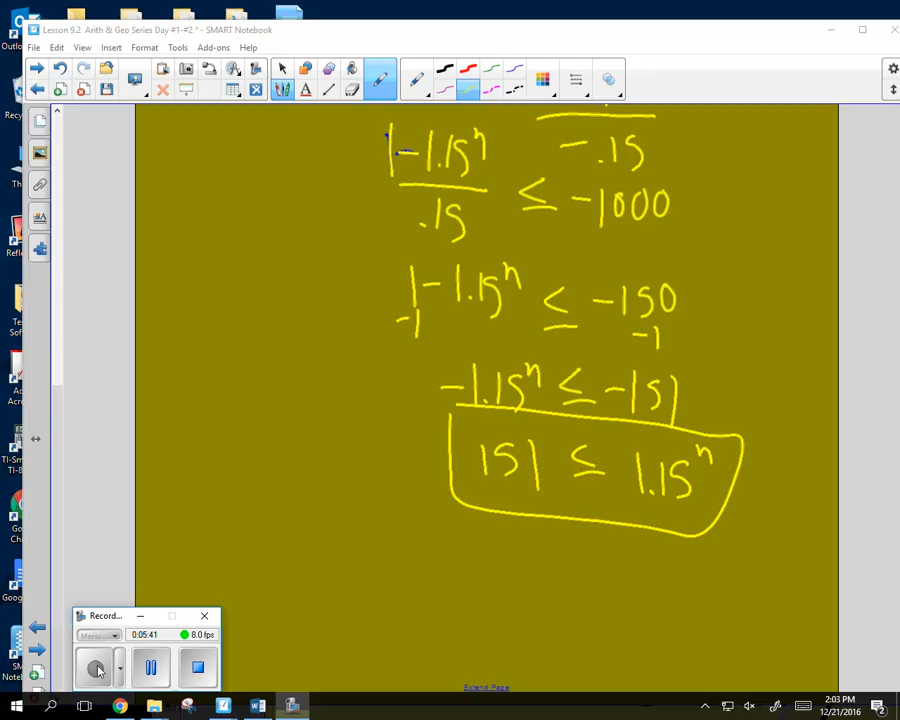 Lesson 9.2 Arith & Geo Series Day #1-#2 * - SMART Notebook
File Edit View Insert Format Tools Add-ons Help
-.15
1-1.15ⁿ
.15
≤ -1000
1-1.15ⁿ ≤ -150
-1 -1
-1.15ⁿ ≤ -151
151 ≤ 1.15ⁿ
Record...
Menu
0:05:41
8.0 fps
Extend Page
2:03 PM
12/21/2016
2